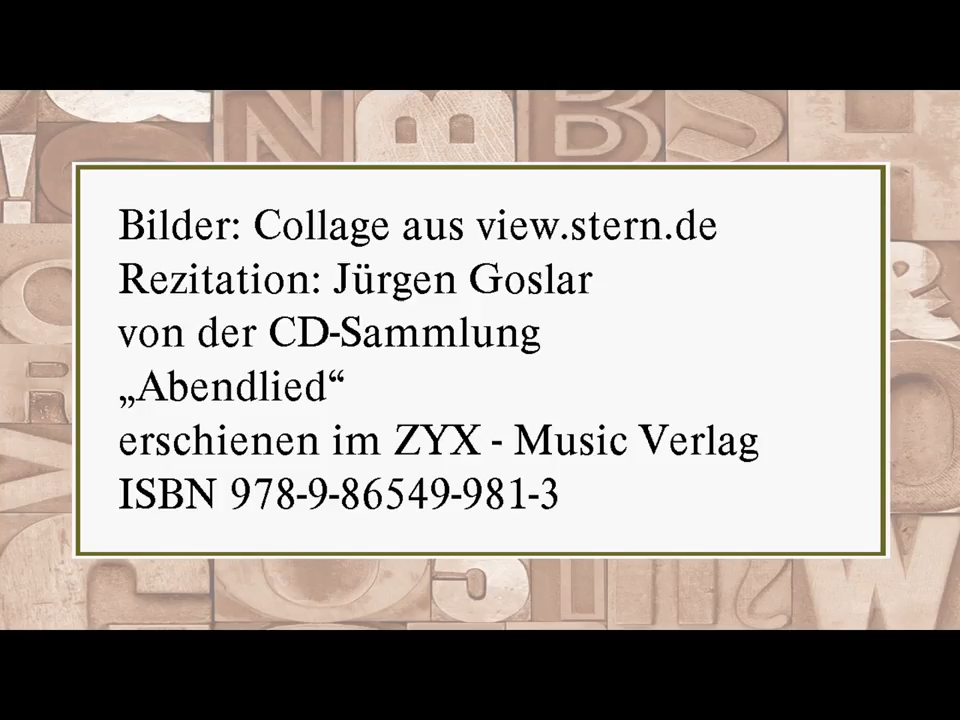 Bilder: Collage aus view.stern.de
Rezitation: Jürgen Goslar
von der CD-Sammlung
„Abendlied“
erschienen im ZYX - Music Verlag
ISBN 978-9-86549-981-3